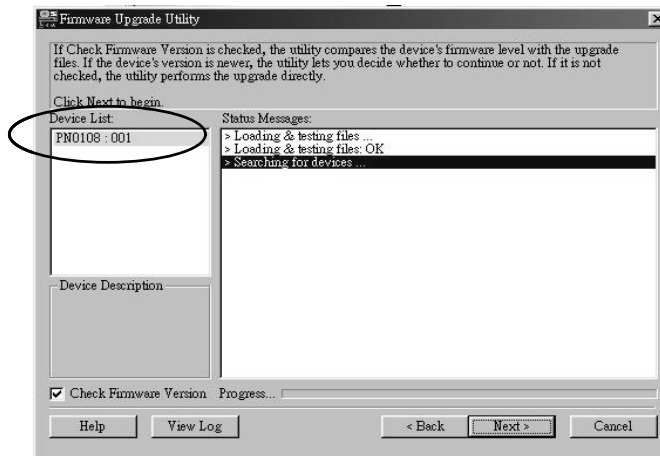 Firmware Upgrade Utility
If Check Firmware Version is checked, the utility compares the device's firmware level with the upgrade
files. If the device's version is newer, the utility lets you decide whether to continue or not. If it is not
checked, the utility performs the upgrade directly.
Click Next to begin.
Device List:
PN0108 : 001
Status Messages:
> Loading & testing files ...
> Loading & testing files: OK
> Searching for devices ...
Device Description
Check Firmware Version
Progress...
Help
View Log
< Back
Next >
Cancel